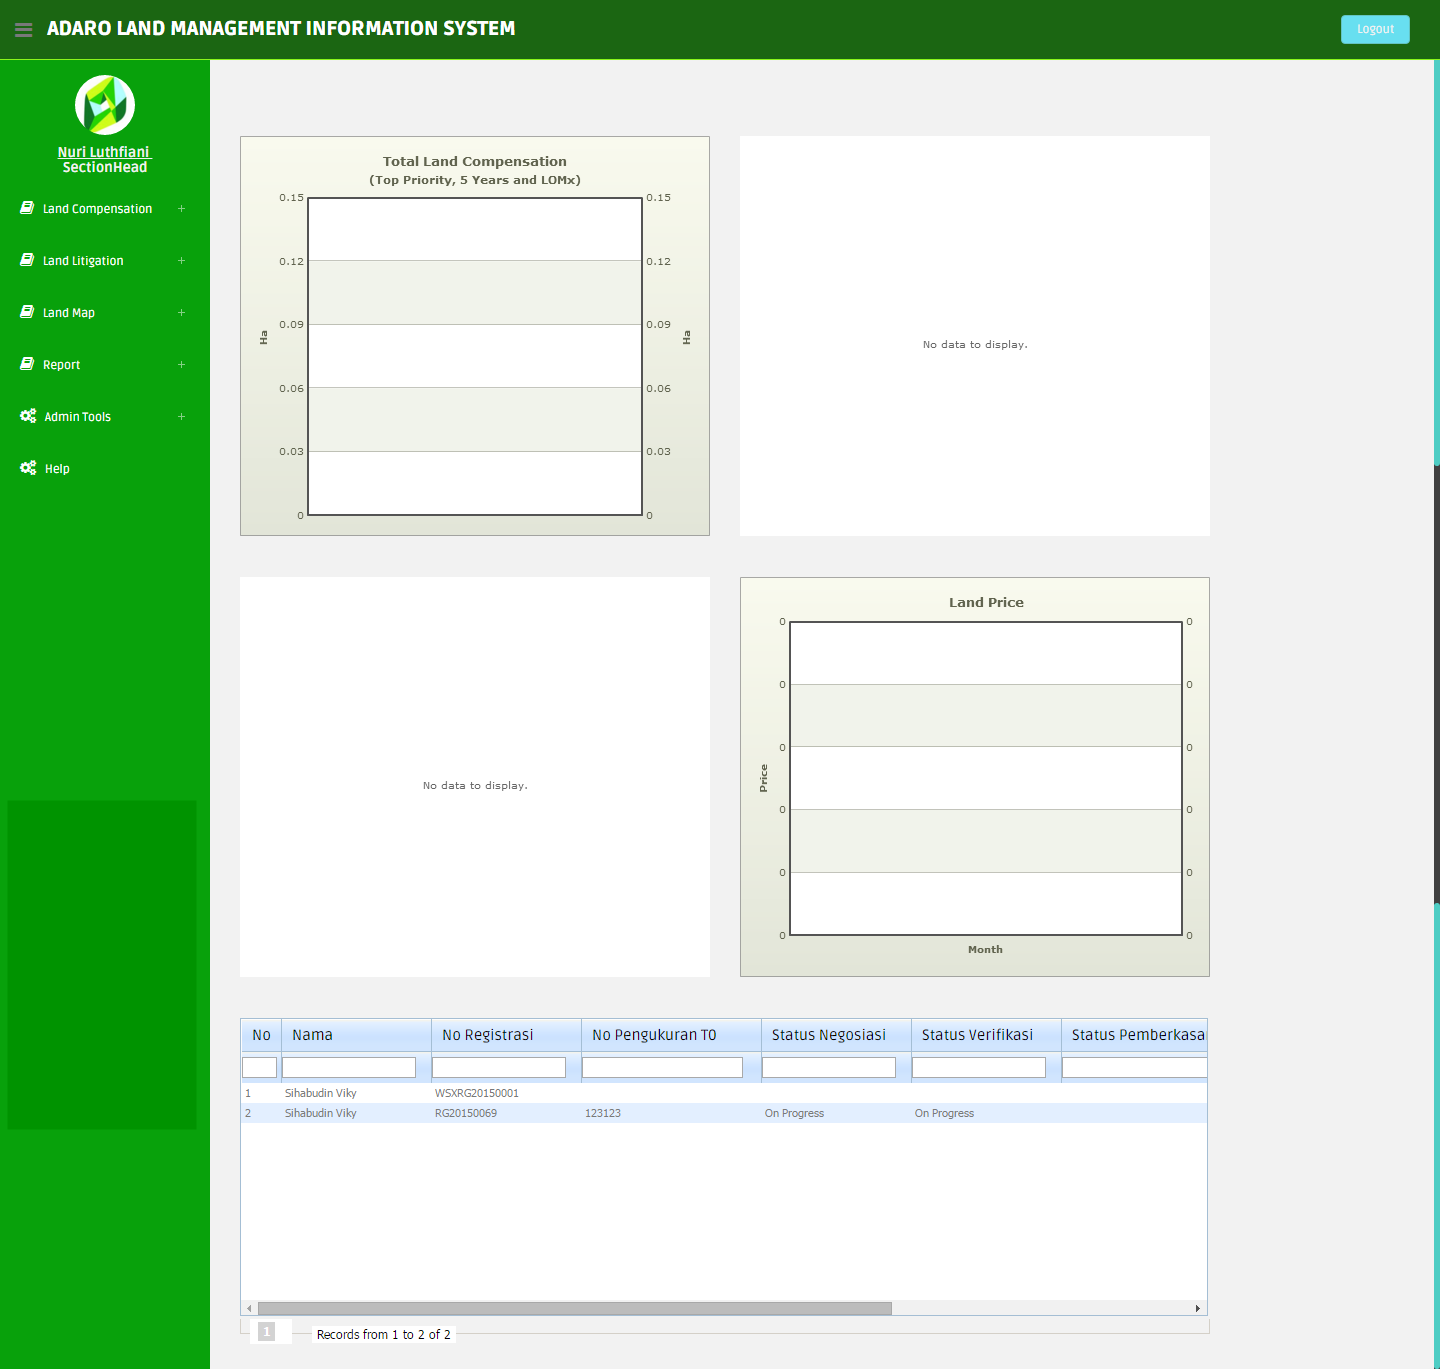 ADARO LAND MANAGEMENT INFORMATION SYSTEM
Logout
Nuri Luthfiani
SectionHead
Land Compensation +
Land Litigation +
Land Map +
Report +
Admin Tools +
Help
Total Land Compensation
(Top Priority, 5 Years and LOMx)
0.15 0.15
0.12 0.12
0.09 0.09
Ha Ha
0.06 0.06
0.03 0.03
0 0
No data to display.
No data to display.
Land Price
0 0
0 0
0 0
Price
0 0
0 0
0 0
Month
No Nama No Registrasi No Pengukuran T0 Status Negosiasi Status Verifikasi Status Pemberkasa
1 Sihabudin Viky WSXRG20150001
2 Sihabudin Viky RG20150069 123123 On Progress On Progress
1 Records from 1 to 2 of 2